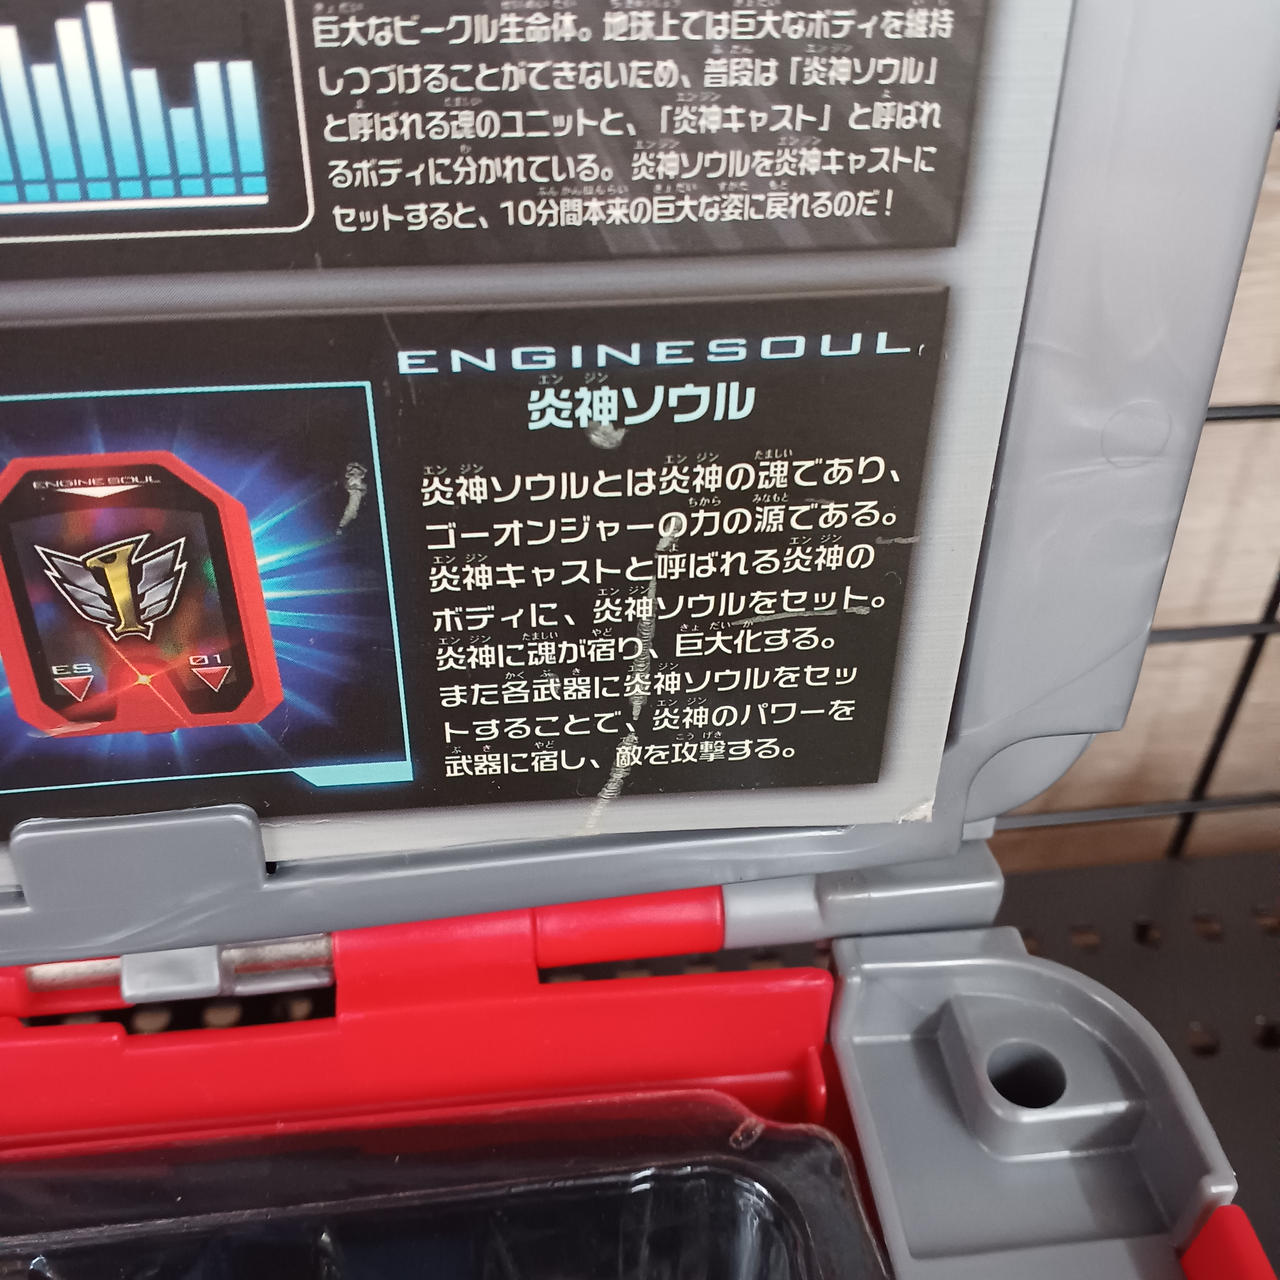 巨大なビークル生命体。地球上では巨大なボディを維持
しつづけることができないため、普段は「炎神ソウル」
と呼ばれる魂のユニットと、「炎神キャスト」と呼ばれ
るボディに分かれている。炎神ソウルを炎神キャストに
セットすると、10分間本来の巨大な姿に戻れるのだ！
ENGINESOUL
エンジン
炎神ソウル
炎神ソウルとは炎神の魂であり、
ゴーオンジャーの力の源である。
炎神キャストと呼ばれる炎神の
ボディに、炎神ソウルをセット。
炎神に魂が宿り、巨大化する。
また各武器に炎神ソウルをセッ
トすることで、炎神のパワーを
武器に宿し、敵を攻撃する。
ENGINE SOUL
1
ES
01